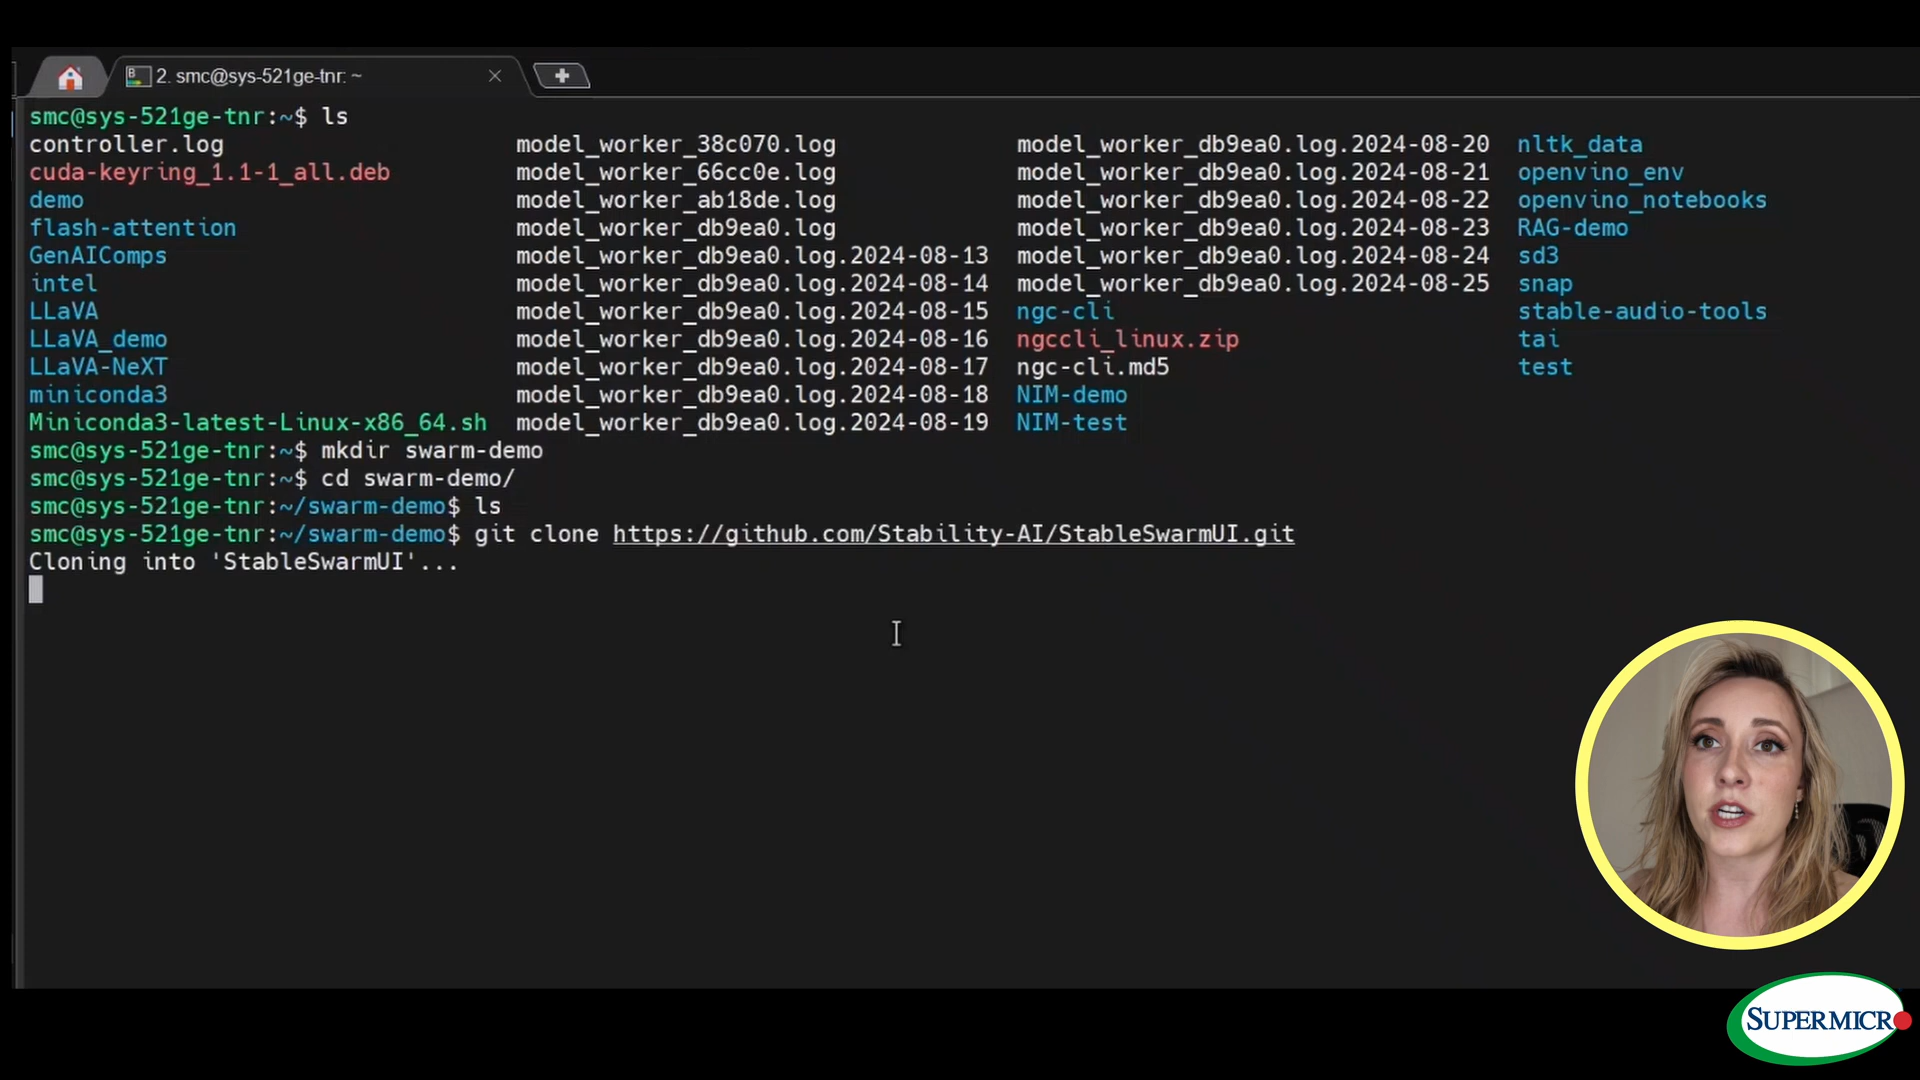 2. smc@sys-521ge-tnr: ~
smc@sys-521ge-tnr:~$ ls
controller.log model_worker_38c070.log model_worker_db9ea0.log.2024-08-20 nltk_data
cuda-keyring_1.1-1_all.deb model_worker_66cc0e.log model_worker_db9ea0.log.2024-08-21 openvino_env
demo model_worker_ab18de.log model_worker_db9ea0.log.2024-08-22 openvino_notebooks
flash-attention model_worker_db9ea0.log model_worker_db9ea0.log.2024-08-23 RAG-demo
GenAIComps model_worker_db9ea0.log.2024-08-13 model_worker_db9ea0.log.2024-08-24 sd3
intel model_worker_db9ea0.log.2024-08-14 model_worker_db9ea0.log.2024-08-25 snap
LLaVA model_worker_db9ea0.log.2024-08-15 ngc-cli stable-audio-tools
LLaVA_demo model_worker_db9ea0.log.2024-08-16 ngccli_linux.zip tai
LLaVA-NeXT model_worker_db9ea0.log.2024-08-17 ngc-cli.md5 test
miniconda3 model_worker_db9ea0.log.2024-08-18 NIM-demo
Miniconda3-latest-Linux-x86_64.sh model_worker_db9ea0.log.2024-08-19 NIM-test
smc@sys-521ge-tnr:~$ mkdir swarm-demo
smc@sys-521ge-tnr:~$ cd swarm-demo/
smc@sys-521ge-tnr:~/swarm-demo$ ls
smc@sys-521ge-tnr:~/swarm-demo$ git clone https://github.com/Stability-AI/StableSwarmUI.git
Cloning into 'StableSwarmUI'...
SUPERMICR